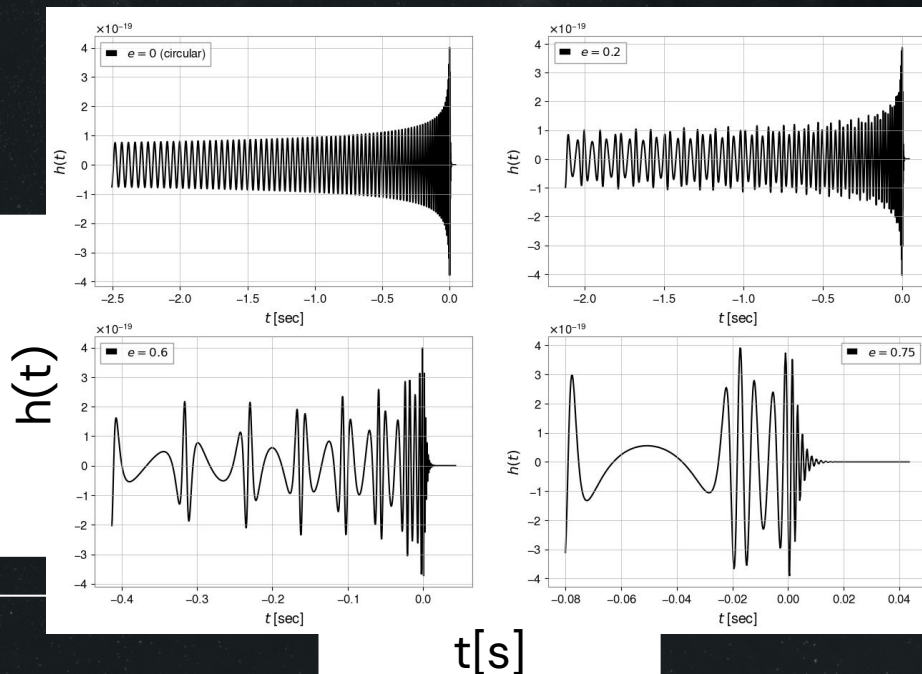 ×10⁻¹⁹
4
3
2
1
0
−1
−2
−3
−4
h(t)
e = 0 (circular)
−2.5 −2.0 −1.5 −1.0 −0.5 0.0
t [sec]
×10⁻¹⁹
4
3
2
1
0
−1
−2
−3
−4
h(t)
e = 0.2
−2.0 −1.5 −1.0 −0.5 0.0
t [sec]
h(t)
×10⁻¹⁹
4
3
2
1
0
−1
−2
−3
−4
h(t)
e = 0.6
−0.4 −0.3 −0.2 −0.1 0.0
t [sec]
×10⁻¹⁹
4
3
2
1
0
−1
−2
−3
−4
h(t)
e = 0.75
−0.08 −0.06 −0.04 −0.02 0.00 0.02 0.04
t [sec]
t[s]